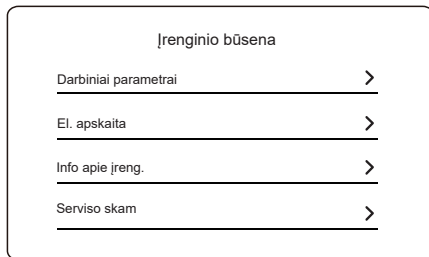 Įrenginio būsena
Darbiniai parametrai
El. apskaita
Info apie įreng.
Serviso skam